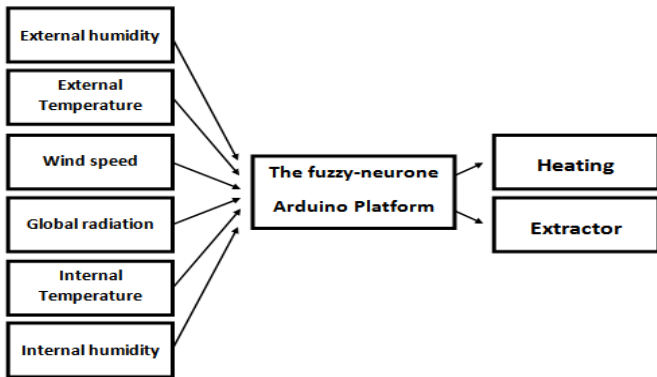 External humidity
External
Temperature
Wind speed
Global radiation
Internal
Temperature
Internal humidity
The fuzzy-neurone
Arduino Platform
Heating
Extractor